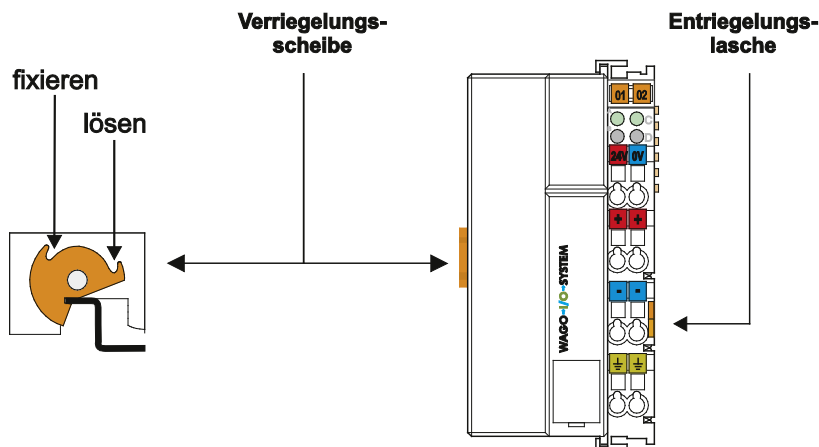 Verriegelungs-
scheibe
Entriegelungs-
lasche
fixieren
lösen
01 02
C
D
24V 0V
+ +
- -
WAGO-I/O-SYSTEM